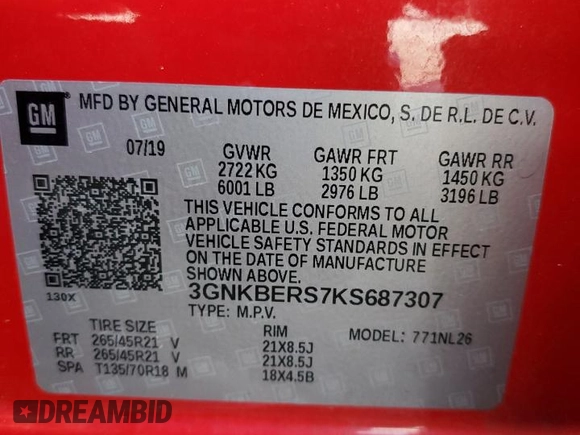 GM ® MFD BY GENERAL MOTORS DE MEXICO, S. DE R.L. DE C.V.
07/19 GVWR GAWR FRT GAWR RR
2722 KG 1350 KG 1450 KG
6001 LB 2976 LB 3196 LB
THIS VEHICLE CONFORMS TO ALL
APPLICABLE U.S. FEDERAL MOTOR
VEHICLE SAFETY STANDARDS IN EFFECT
ON THE DATE OF MANUFACTURE
SHOWN ABOVE.
130X
3GNKBERS7KS687307
TYPE: M.P.V.
TIRE SIZE RIM MODEL: 771NL26
FRT 265/45R21 V 21X8.5J
RR 265/45R21 V 21X8.5J
SPA T135/70R18 M 18X4.5B
DREAMBID